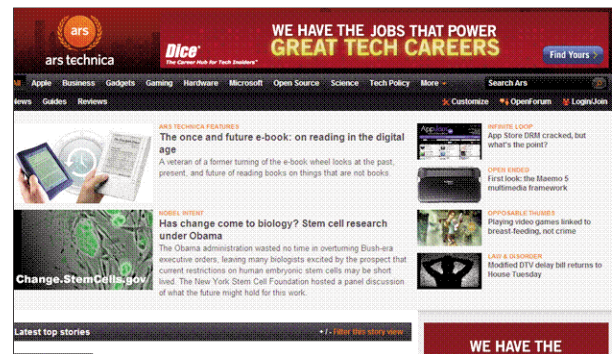 ars
ars technica
Dice
The Career Hub for Tech Insiders
WE HAVE THE JOBS THAT POWER
GREAT TECH CAREERS
Find Yours
All Apple Business Gadgets Gaming Hardware Microsoft Open Source Science Tech Policy More Search Ars
News Guides Reviews Customize OpenForum Login/Join
ARS TECHNICA FEATURES
The once and future e-book: on reading in the digital
age
A veteran of a former turning of the e-book wheel looks at the past,
present, and future of reading books on things that are not books.
INFINITE LOOP
App Store DRM cracked, but
what's the point?
OPEN ENDED
First look: the Maemo 5
multimedia framework
NOBEL INTENT
Has change come to biology? Stem cell research
under Obama
The Obama administration wasted no time in overturning Bush-era
executive orders, leaving many biologists excited by the prospect that
current restrictions on human embryonic stem cells may be short
lived. The New York Stem Cell Foundation hosted a panel discussion
of what the future might hold for this work.
Change.StemCells.gov
OPPOSABLE THUMBS
Playing video games linked to
breast-feeding, not crime
LAW & DISORDER
Modified DTV delay bill returns to
House Tuesday
Latest top stories + / - Filter this story view
WE HAVE THE